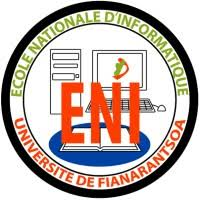 ECOLE NATIONALE D'INFORMATIQUE
ENI
UNIVERSITE DE FIANARANTSOA